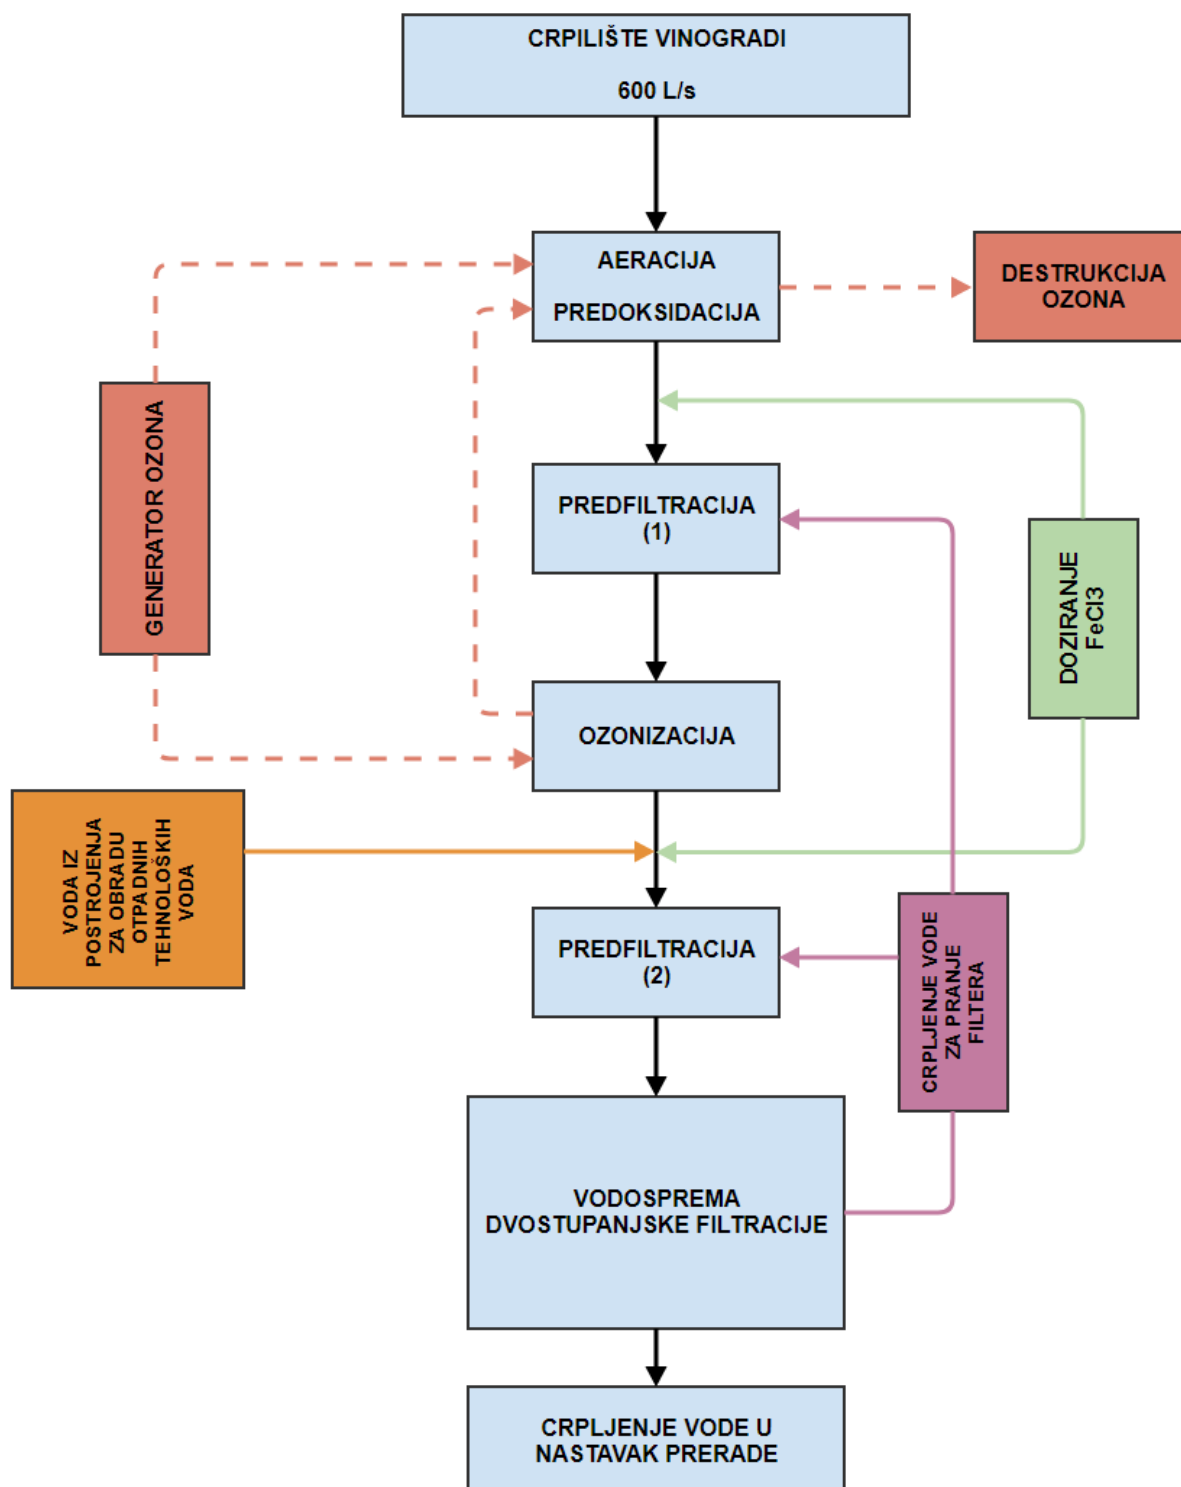 CRPILIŠTE VINOGRADI
600 L/s
AERACIJA
PREDOKSIDACIJA
DESTRUKCIJA
OZONA
GENERATOR OZONA
PREDFILTRACIJA
(1)
DOZIRANJE
FeCl3
OZONIZACIJA
VODA IZ
POSTROJENJA
ZA OBRADU
OTPADNIH
TEHNOLOŠKIH
VODA
PREDFILTRACIJA
(2)
CRPLJENJE VODE
ZA PRANJE
FILTERA
VODOSPREMA
DVOSTUPANJSKE FILTRACIJE
CRPLJENJE VODE U
NASTAVAK PRERADE